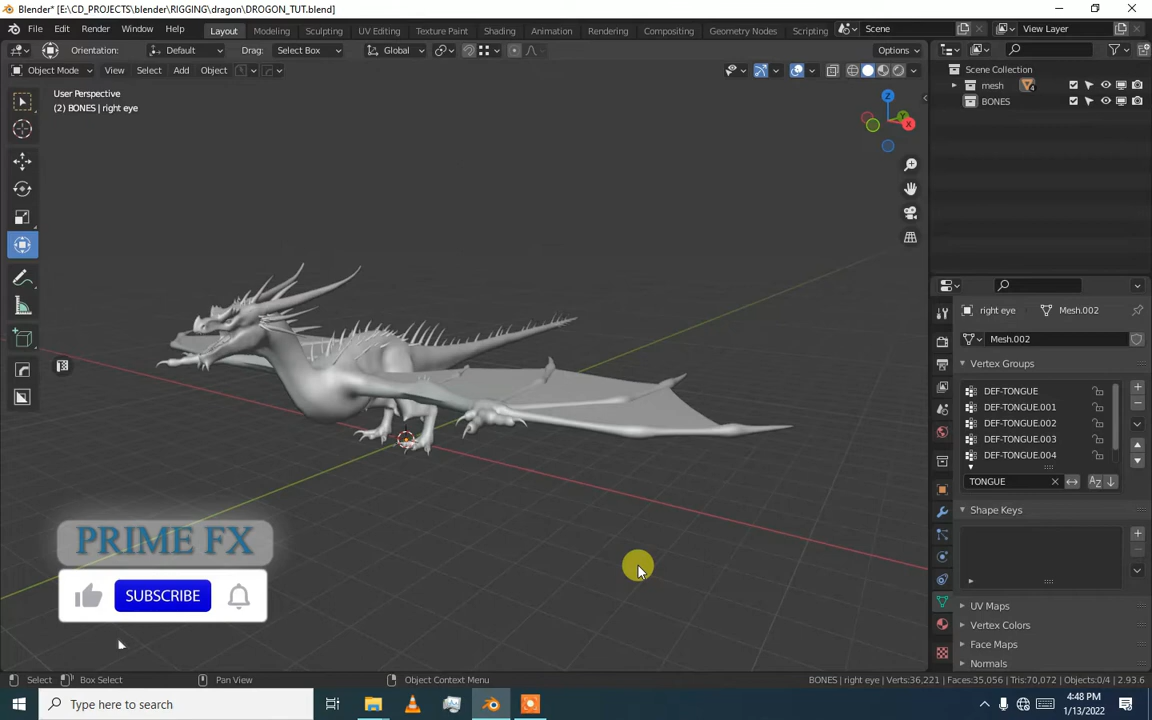 Blender* [E:\CD_PROJECTS\blender\RIGGING\dragon\DROGON_TUT.blend]
File Edit Render Window Help Layout Modeling Sculpting UV Editing Texture Paint Shading Animation Rendering Compositing Geometry Nodes Scripting Scene View Layer
Orientation: Default Drag: Select Box Global Options
Object Mode View Select Add Object
User Perspective
(2) BONES | right eye
Z
Y
X
Scene Collection
mesh 4
BONES
right eye Mesh.002
Mesh.002
Vertex Groups
DEF-TONGUE
DEF-TONGUE.001
DEF-TONGUE.002
DEF-TONGUE.003
DEF-TONGUE.004
TONGUE
Shape Keys
UV Maps
Vertex Colors
Face Maps
Normals
PRIME FX
SUBSCRIBE
Select Box Select Pan View Object Context Menu BONES | right eye | Verts:36,221 | Faces:35,056 | Tris:70,072 | Objects:0/4 | 2.93.6
Type here to search
4:48 PM
1/13/2022